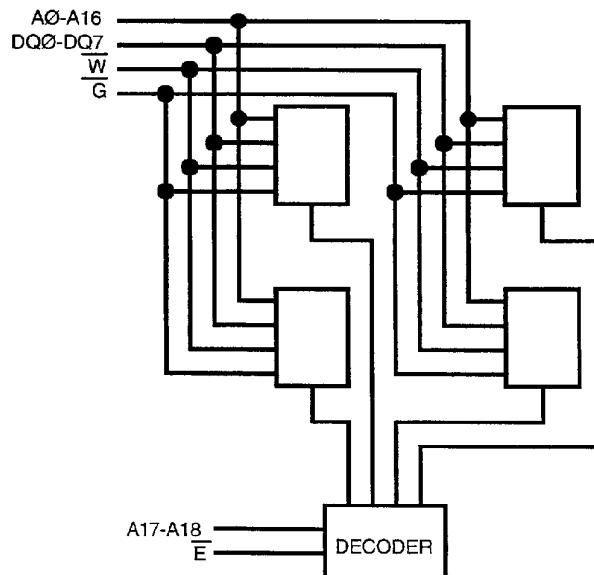 AØ-A16
DQØ-DQ7
W̅
G̅
A17-A18
E̅
DECODER